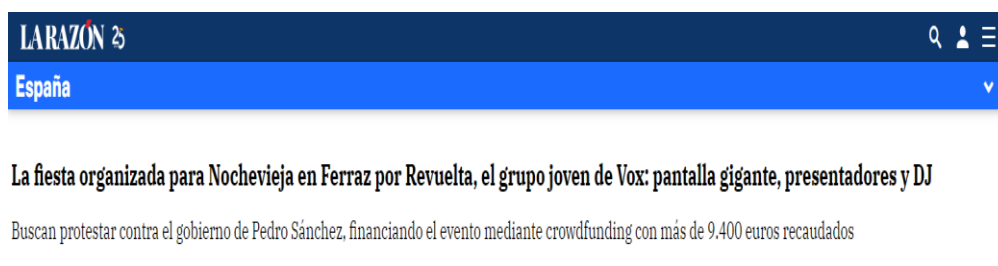 LA RAZÓN 25
España
La fiesta organizada para Nochevieja en Ferraz por Revuelta, el grupo joven de Vox: pantalla gigante, presentadores y DJ
Buscan protestar contra el gobierno de Pedro Sánchez, financiando el evento mediante crowdfunding con más de 9.400 euros recaudados